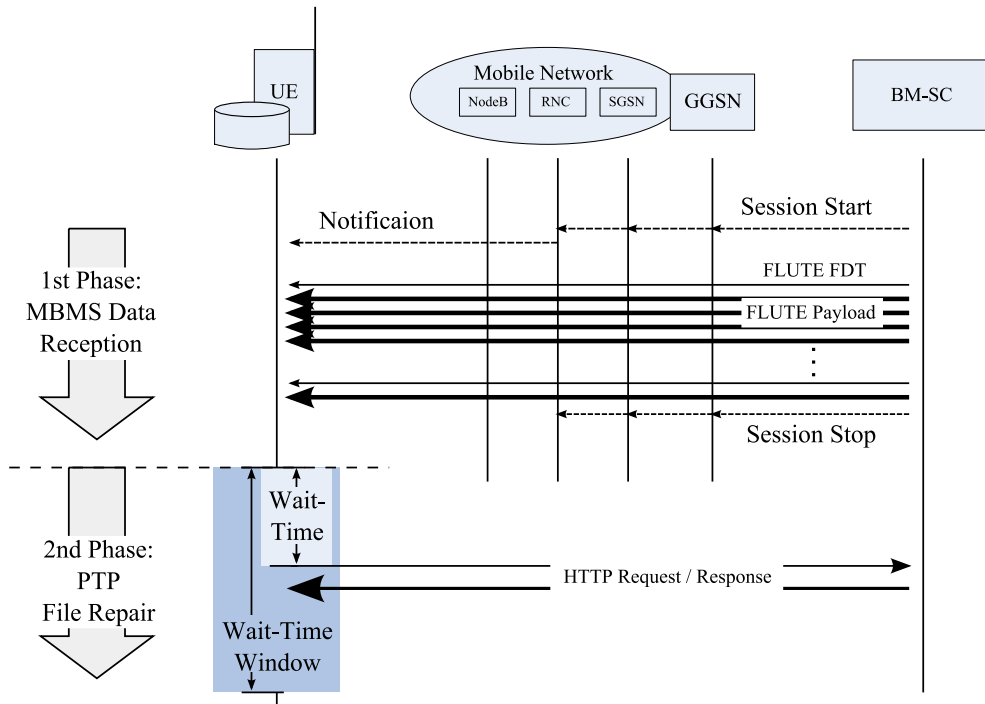 UE
Mobile Network
NodeB
RNC
SGSN
GGSN
BM-SC
Notificaion
Session Start
1st Phase:
MBMS Data
Reception
FLUTE FDT
FLUTE Payload
Session Stop
Wait-
Time
2nd Phase:
PTP
File Repair
HTTP Request / Response
Wait-Time
Window